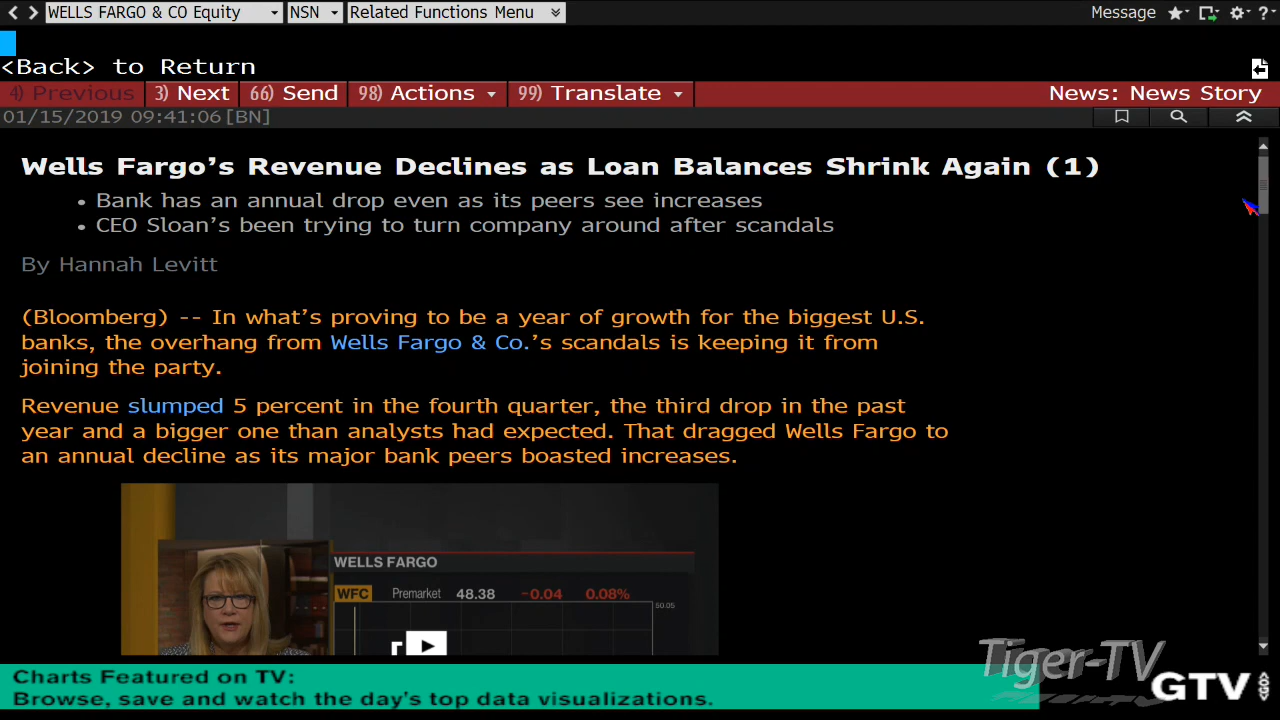 WELLS FARGO & CO Equity NSN Related Functions Menu Message ?
<Back> to Return
4) Previous 3) Next 66) Send 98) Actions 99) Translate News: News Story
01/15/2019 09:41:06 [BN]
Wells Fargo's Revenue Declines as Loan Balances Shrink Again (1)
• Bank has an annual drop even as its peers see increases
• CEO Sloan's been trying to turn company around after scandals
By Hannah Levitt
(Bloomberg) -- In what's proving to be a year of growth for the biggest U.S.
banks, the overhang from Wells Fargo & Co.'s scandals is keeping it from
joining the party.
Revenue slumped 5 percent in the fourth quarter, the third drop in the past
year and a bigger one than analysts had expected. That dragged Wells Fargo to
an annual decline as its major bank peers boasted increases.
WELLS FARGO
WFC Premarket 48.38 -0.04 0.08%
50.05
Charts Featured on TV:
Browse, save and watch the day's top data visualizations.
Tiger-TV
GTV